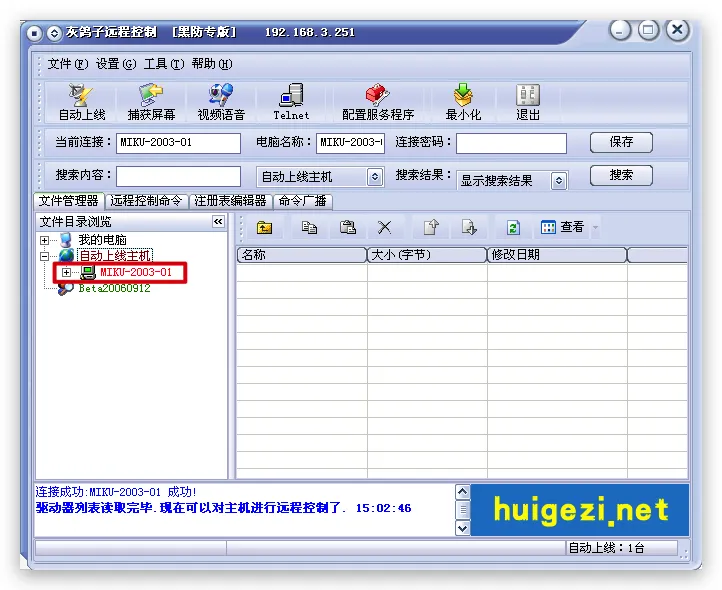 灰鸽子远程控制 [黑防专版] 192.168.3.251
文件(F) 设置(G) 工具(T) 帮助(H)
自动上线 捕获屏幕 视频语音 Telnet 配置服务程序 最小化 退出
当前连接: MIKU-2003-01 电脑名称: MIKU-2003- 连接密码: 保存
搜索内容: 自动上线主机 搜索结果: 显示搜索结果 搜索
文件管理器 远程控制命令 注册表编辑器 命令广播
文件目录浏览 «
查看
名称 大小(字节) 修改日期
我的电脑
自动上线主机
MIKU-2003-01
Beta20060912
连接成功:MIKU-2003-01 成功!
驱动器列表读取完毕.现在可以对主机进行远程控制了. 15:02:46
huigezi.net
自动上线:1台